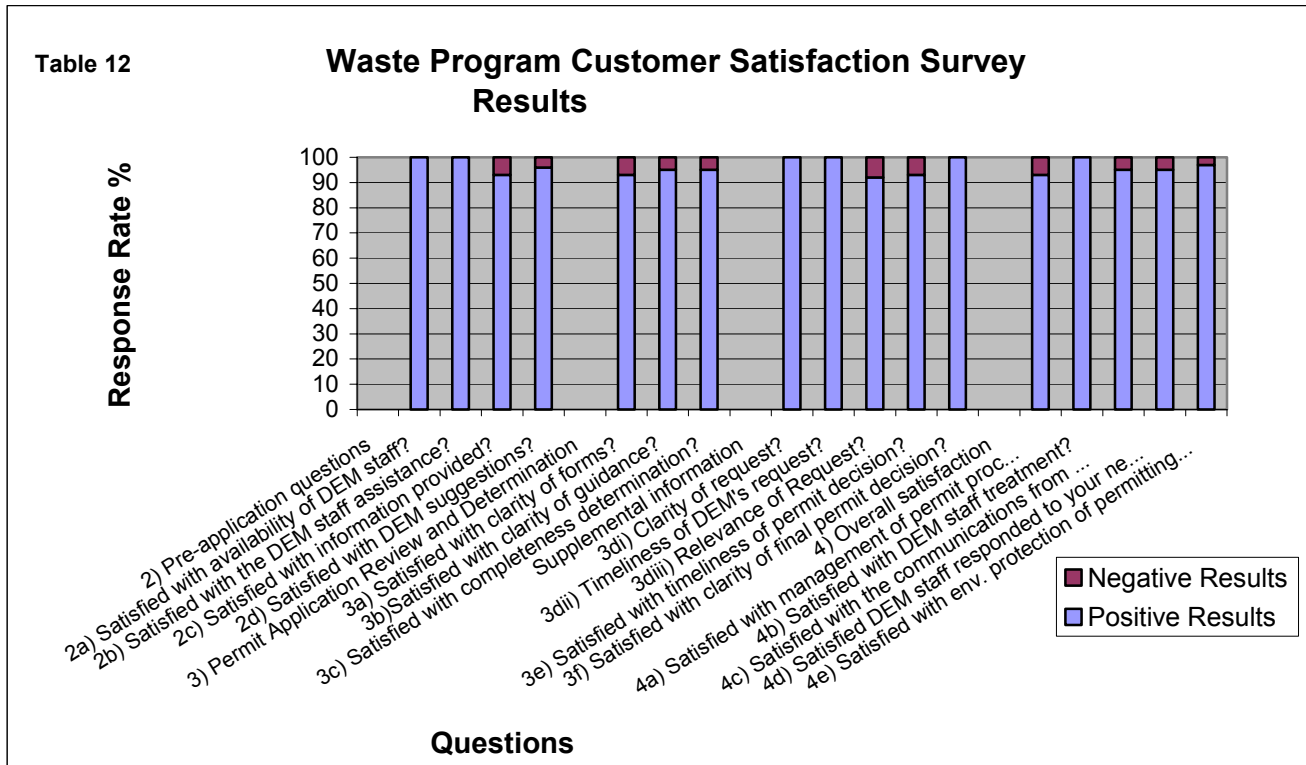 Table 12
Waste Program Customer Satisfaction Survey
Results
Response Rate %
100
90
80
70
60
50
40
30
20
10
0
2) Pre-application questions
2a) Satisfied with availability of DEM staff?
2b) Satisfied with the DEM staff assistance?
2c) Satisfied with information provided?
2d) Satisfied with DEM suggestions?
3) Permit Application Review and Determination
3a) Satisfied with clarity of forms?
3b)Satisfied with clarity of guidance?
3c) Satisfied with completeness determination?
Supplemental information
3di) Clarity of request?
3dii) Timeliness of DEM's request?
3diii) Relevance of Request?
3e) Satisfied with timeliness of permit decision?
3f) Satisfied with clarity of final permit decision?
4) Overall satisfaction
4a) Satisfied with management of permit proc...
4b) Satisfied with DEM staff treatment?
4c) Satisfied with the communications from ...
4d) Satisfied DEM staff responded to your ne...
4e) Satisfied with env. protection of permitting...
Negative Results
Positive Results
Questions